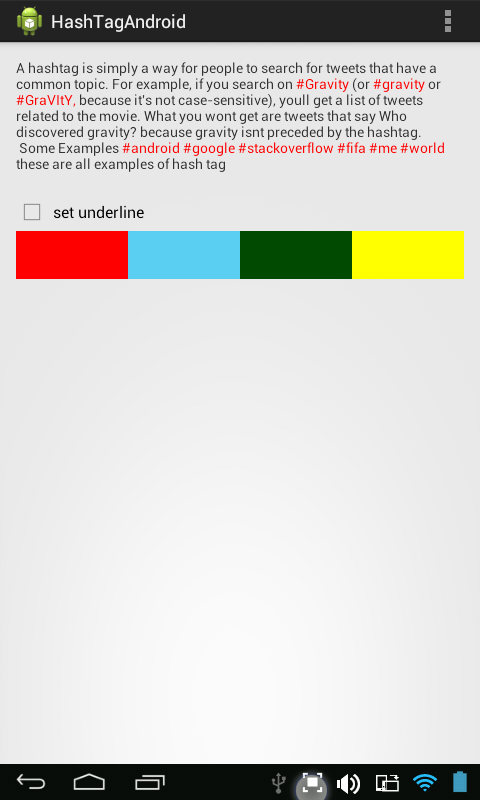 HashTagAndroid
A hashtag is simply a way for people to search for tweets that have a
common topic. For example, if you search on #Gravity (or #gravity or
#GraVItY, because it's not case-sensitive), youll get a list of tweets
related to the movie. What you wont get are tweets that say Who
discovered gravity? because gravity isnt preceded by the hashtag.
Some Examples #android #google #stackoverflow #fifa #me #world
these are all examples of hash tag
set underline